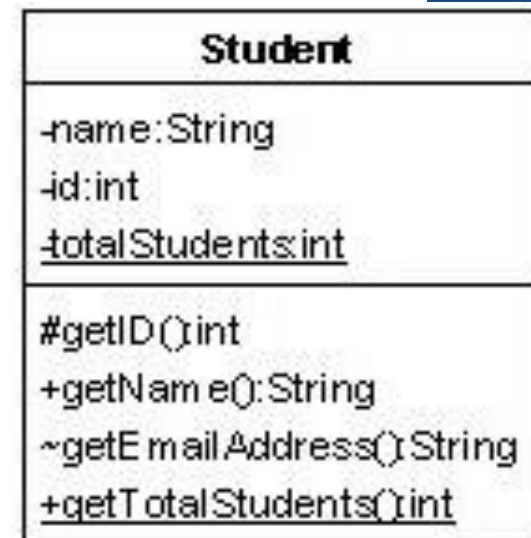 Student
-name:String
-id:int
-totalStudents:int
#getID():int
+getName():String
~getEmailAddress():String
+getTotalStudents():int